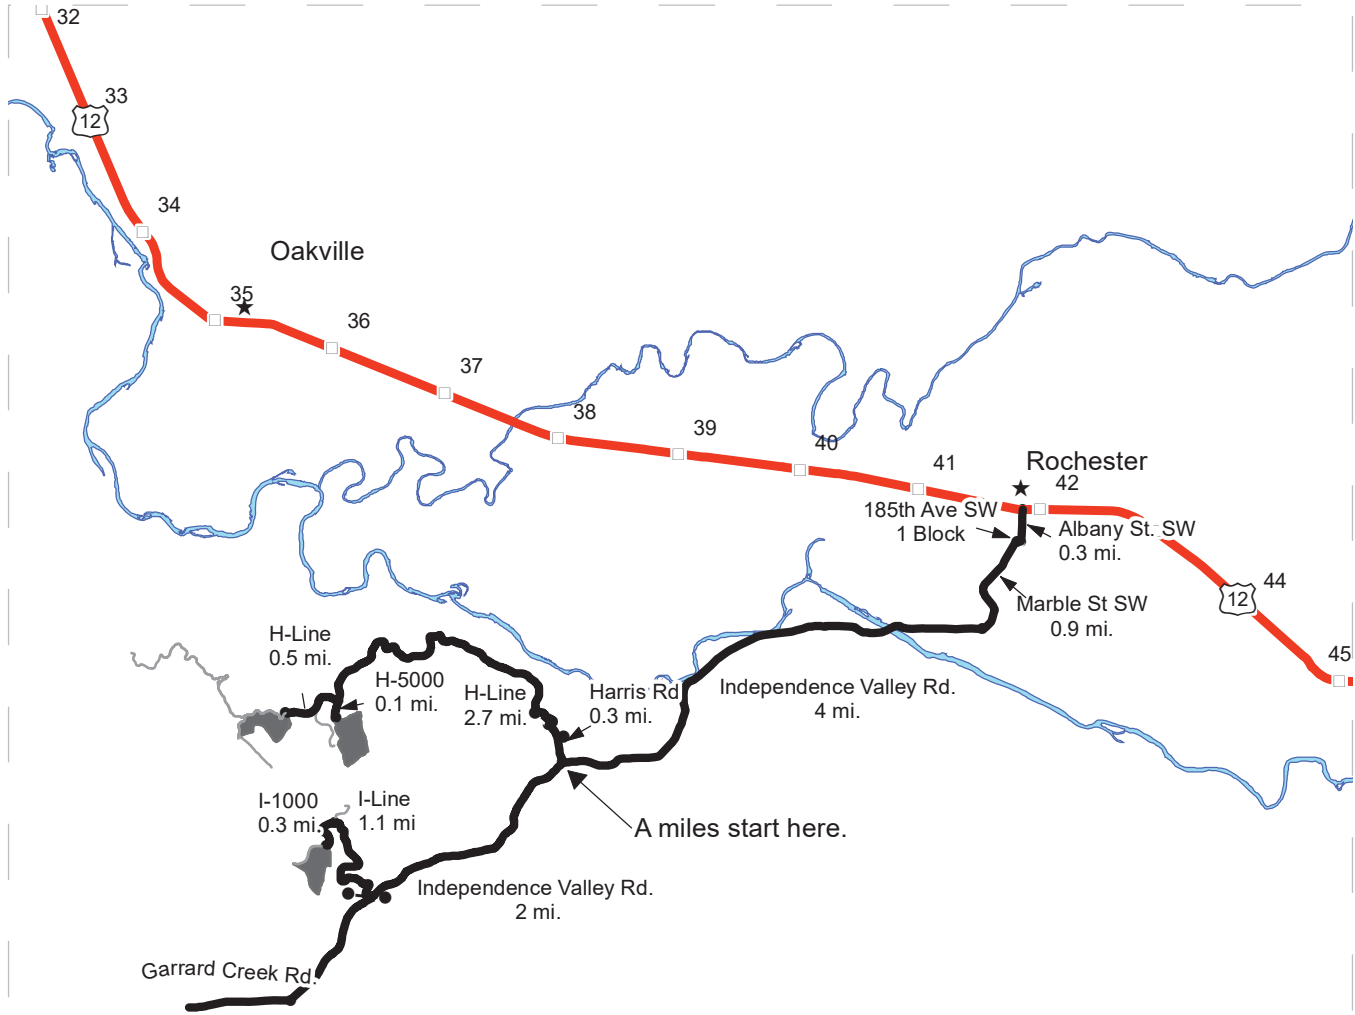 32
33
12
34
Oakville
35
36
37
38
39
40
41
Rochester
42
185th Ave SW
1 Block
Albany St. SW
0.3 mi.
44
12
Marble St SW
0.9 mi.
45
H-Line
0.5 mi.
H-5000
0.1 mi.
H-Line
2.7 mi.
Harris Rd
0.3 mi.
Independence Valley Rd.
4 mi.
I-1000
0.3 mi.
I-Line
1.1 mi
A miles start here.
Independence Valley Rd.
2 mi.
Garrard Creek Rd.